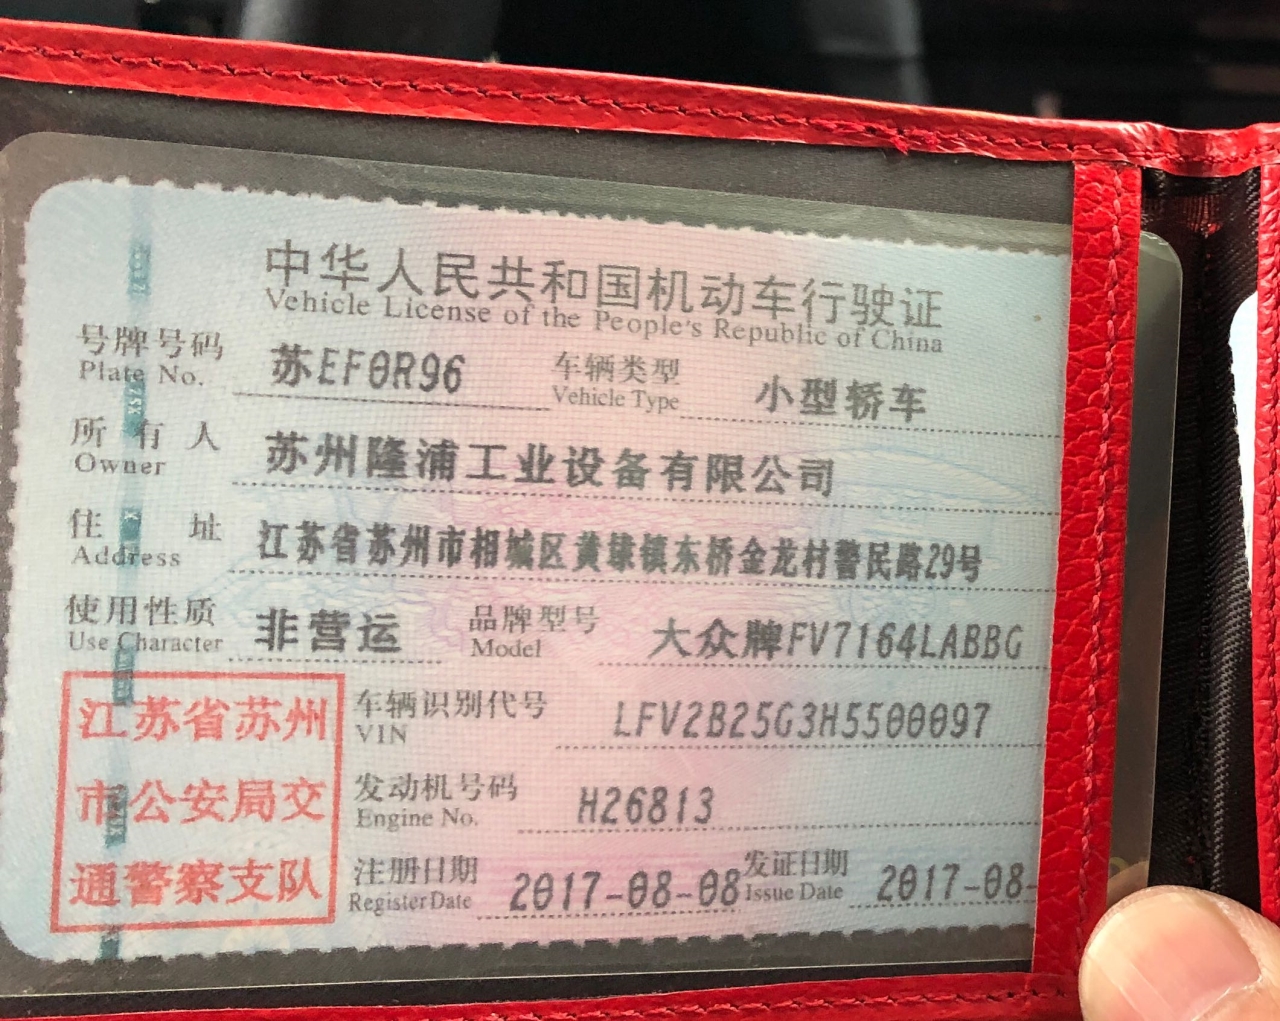 中华人民共和国机动车行驶证
Vehicle License of the People's Republic of China
号牌号码 苏EF0R96 车辆类型 小型轿车
Plate No. Vehicle Type
所有人 苏州隆浦工业设备有限公司
Owner
住址 江苏省苏州市相城区黄埭镇东桥金龙村警民路29号
Address
使用性质 非营运 品牌型号 大众牌FV7164LABBG
Use Character Model
江苏省苏州
市公安局交
通警察支队
车辆识别代号 LFV2B25G3H5500097
VIN
发动机号码 H26813
Engine No.
注册日期 2017-08-08 发证日期 2017-08-
Register Date Issue Date